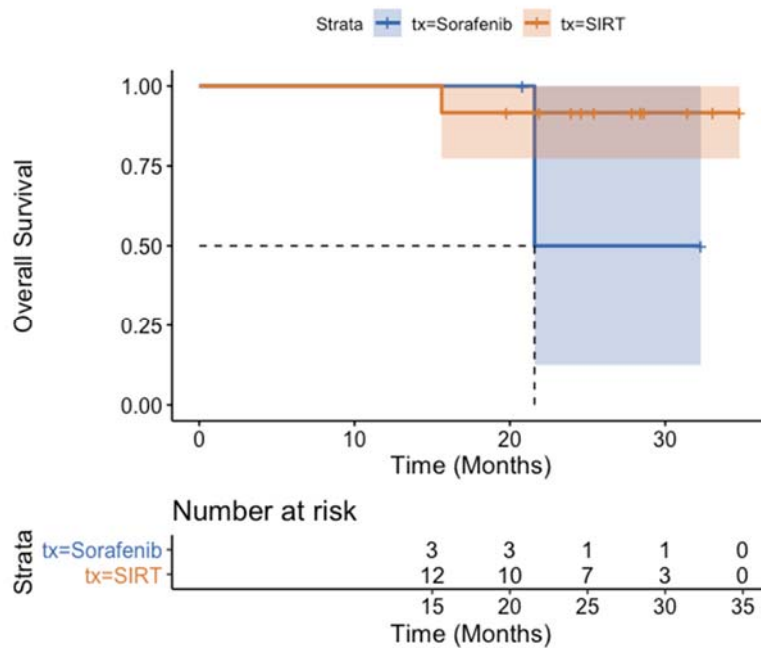 Strata tx=Sorafenib tx=SIRT
Overall Survival
1.00
0.75
0.50
0.25
0.00
0 10 20 30
Time (Months)
Number at risk
Strata
tx=Sorafenib 3 3 1 1 0
tx=SIRT 12 10 7 3 0
15 20 25 30 35
Time (Months)